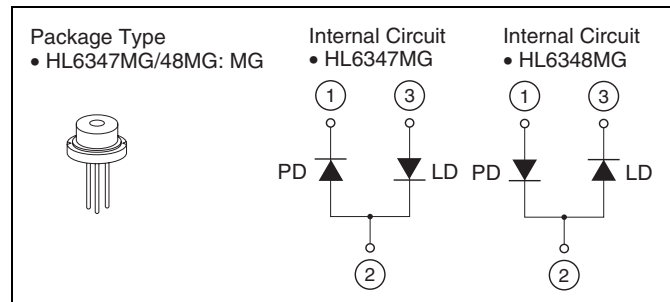 Package Type
• HL6347MG/48MG: MG
Internal Circuit
• HL6347MG
1 3
PD LD
2
Internal Circuit
• HL6348MG
1 3
PD LD
2